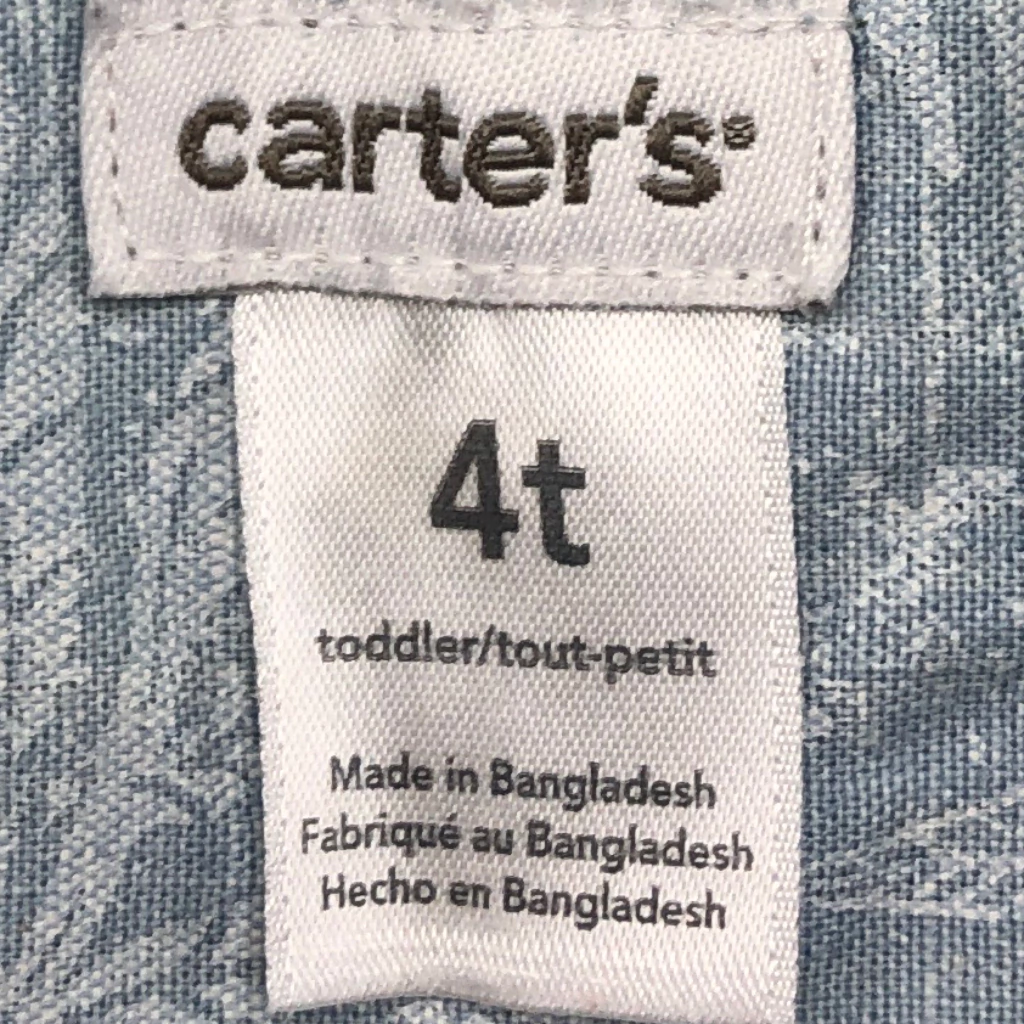 carter's®
4t
toddler/tout-petit
Made in Bangladesh
Fabriqué au Bangladesh
Hecho en Bangladesh